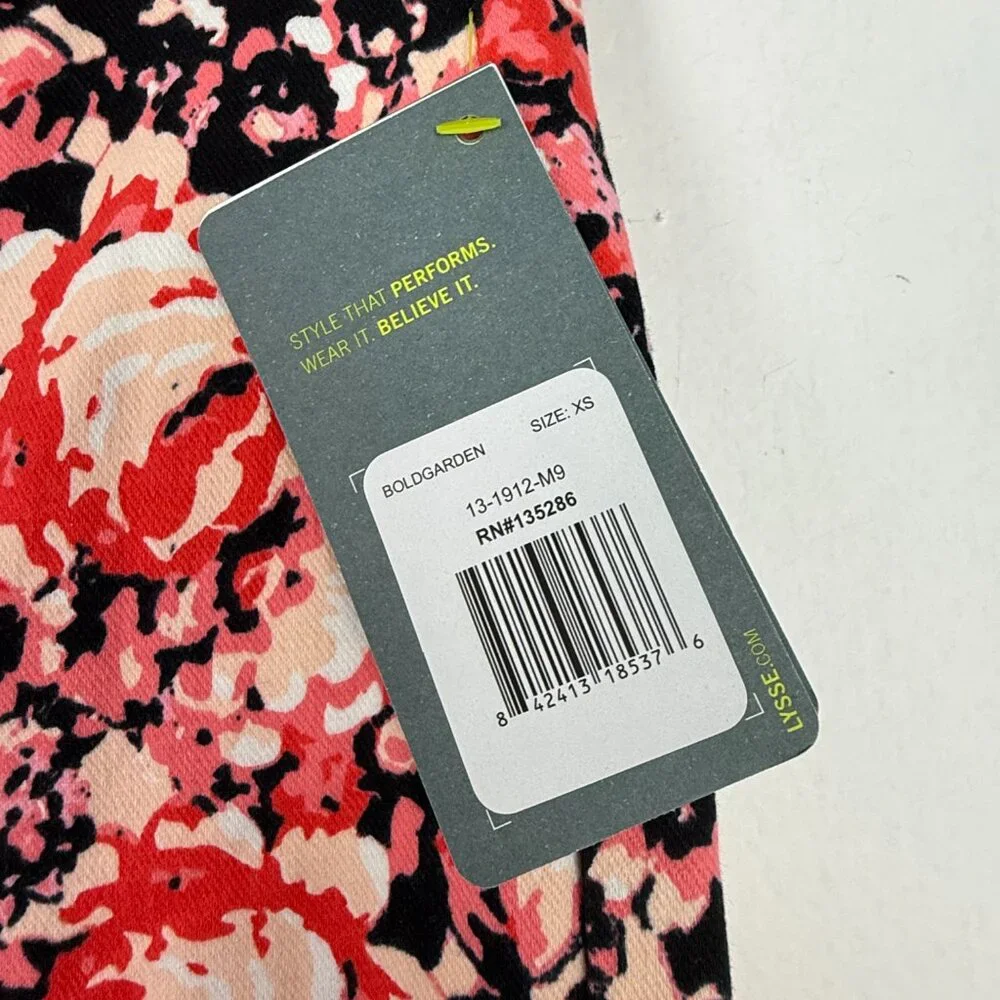 STYLE THAT PERFORMS.
WEAR IT. BELIEVE IT.
BOLDGARDEN SIZE: XS
13-1912-M9
RN#135286
8 42413 18537 6
LYSSE.COM